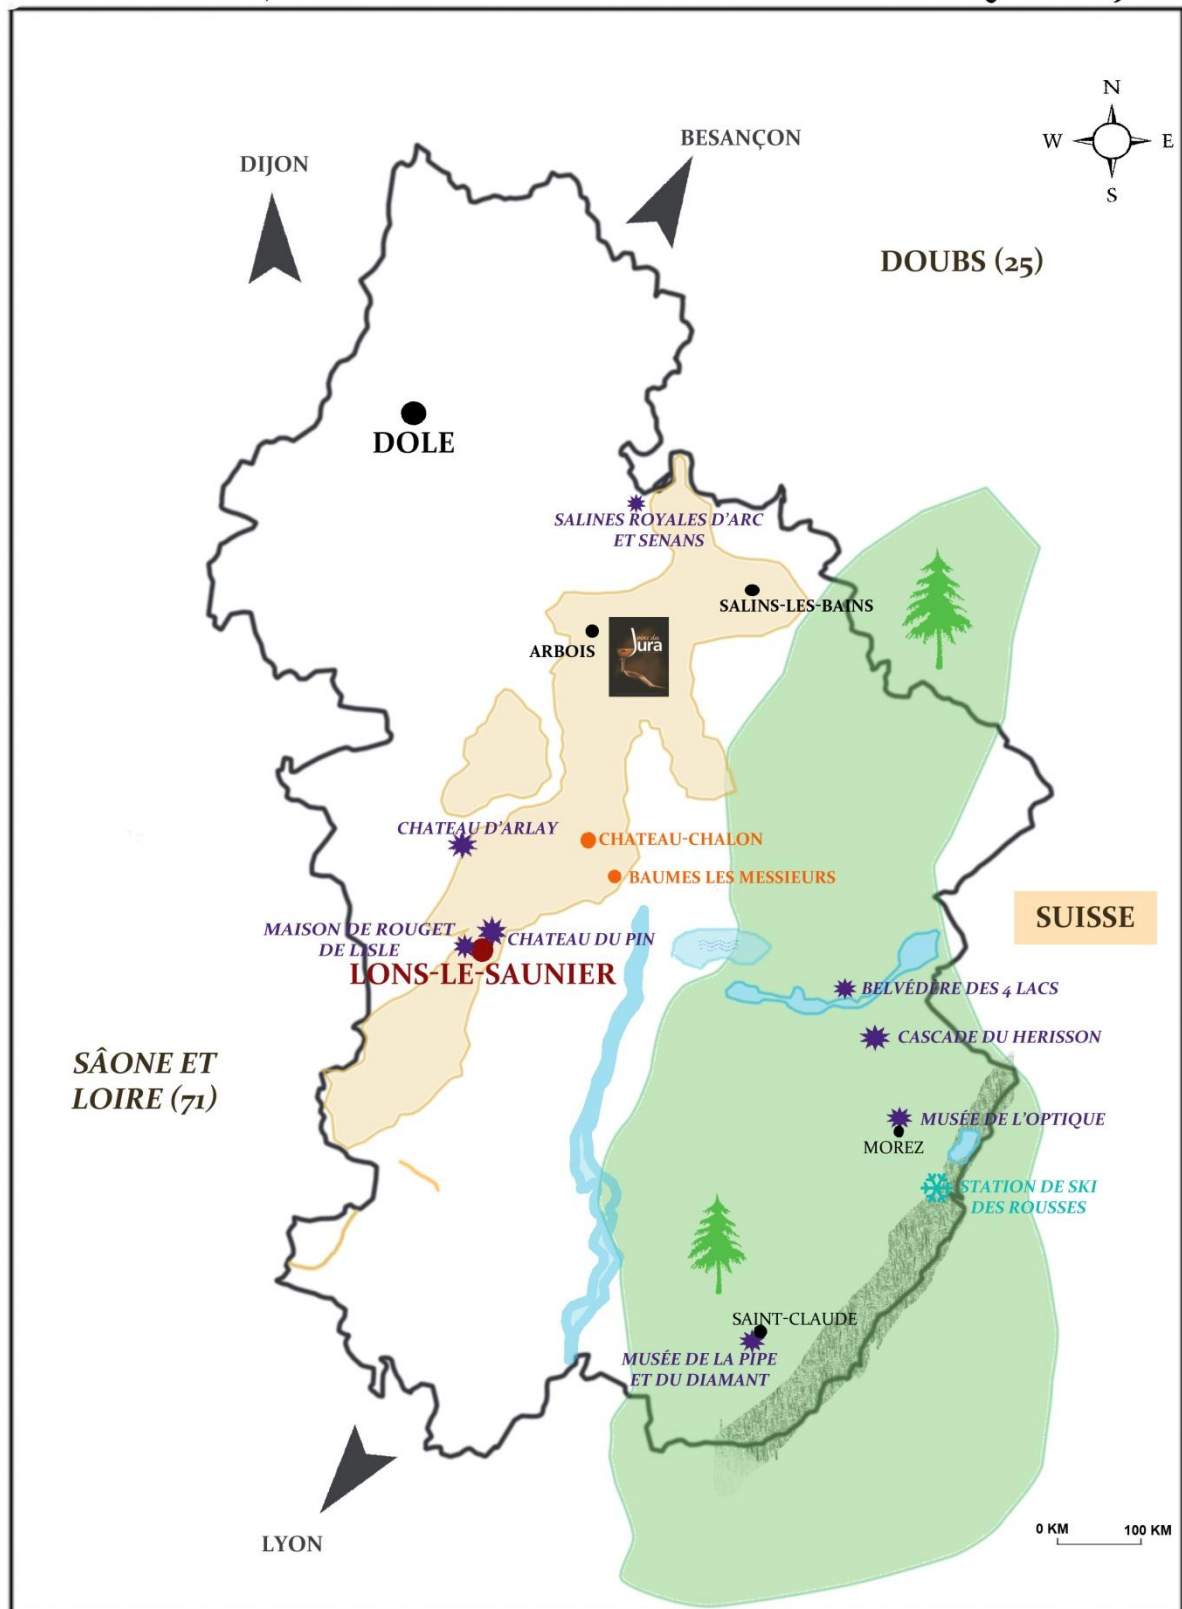 N
W E
S
BESANÇON
DIJON
DOUBS (25)
DOLE
SALINES ROYALES D'ARC
ET SENANS
SALINS-LES-BAINS
ARBOIS
vins du
Jura
CHATEAU D'ARLAY
CHATEAU-CHALON
BAUMES LES MESSIEURS
SUISSE
MAISON DE ROUGET
DE LISLE
CHATEAU DU PIN
LONS-LE-SAUNIER
BELVÉDÈRE DES 4 LACS
CASCADE DU HERISSON
SÂONE ET
LOIRE (71)
MUSÉE DE L'OPTIQUE
MOREZ
STATION DE SKI
DES ROUSSES
SAINT-CLAUDE
MUSÉE DE LA PIPE
ET DU DIAMANT
LYON
0 KM 100 KM